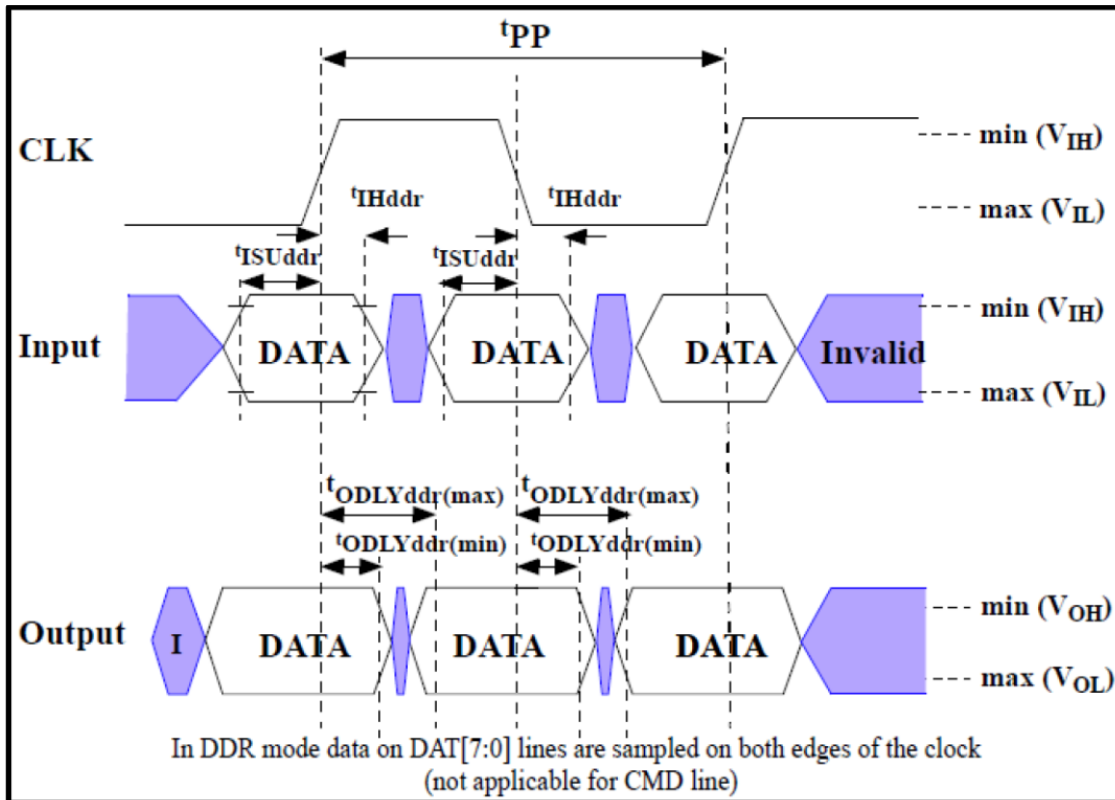 tPP
CLK
min (VIH)
tIHddr
tIHddr
max (VIL)
tISUddr
tISUddr
min (VIH)
Input
DATA
DATA
DATA
Invalid
max (VIL)
tODLYddr(max)
tODLYddr(max)
tODLYddr(min)
tODLYddr(min)
min (VOH)
Output
I
DATA
DATA
DATA
max (VOL)
In DDR mode data on DAT[7:0] lines are sampled on both edges of the clock
(not applicable for CMD line)